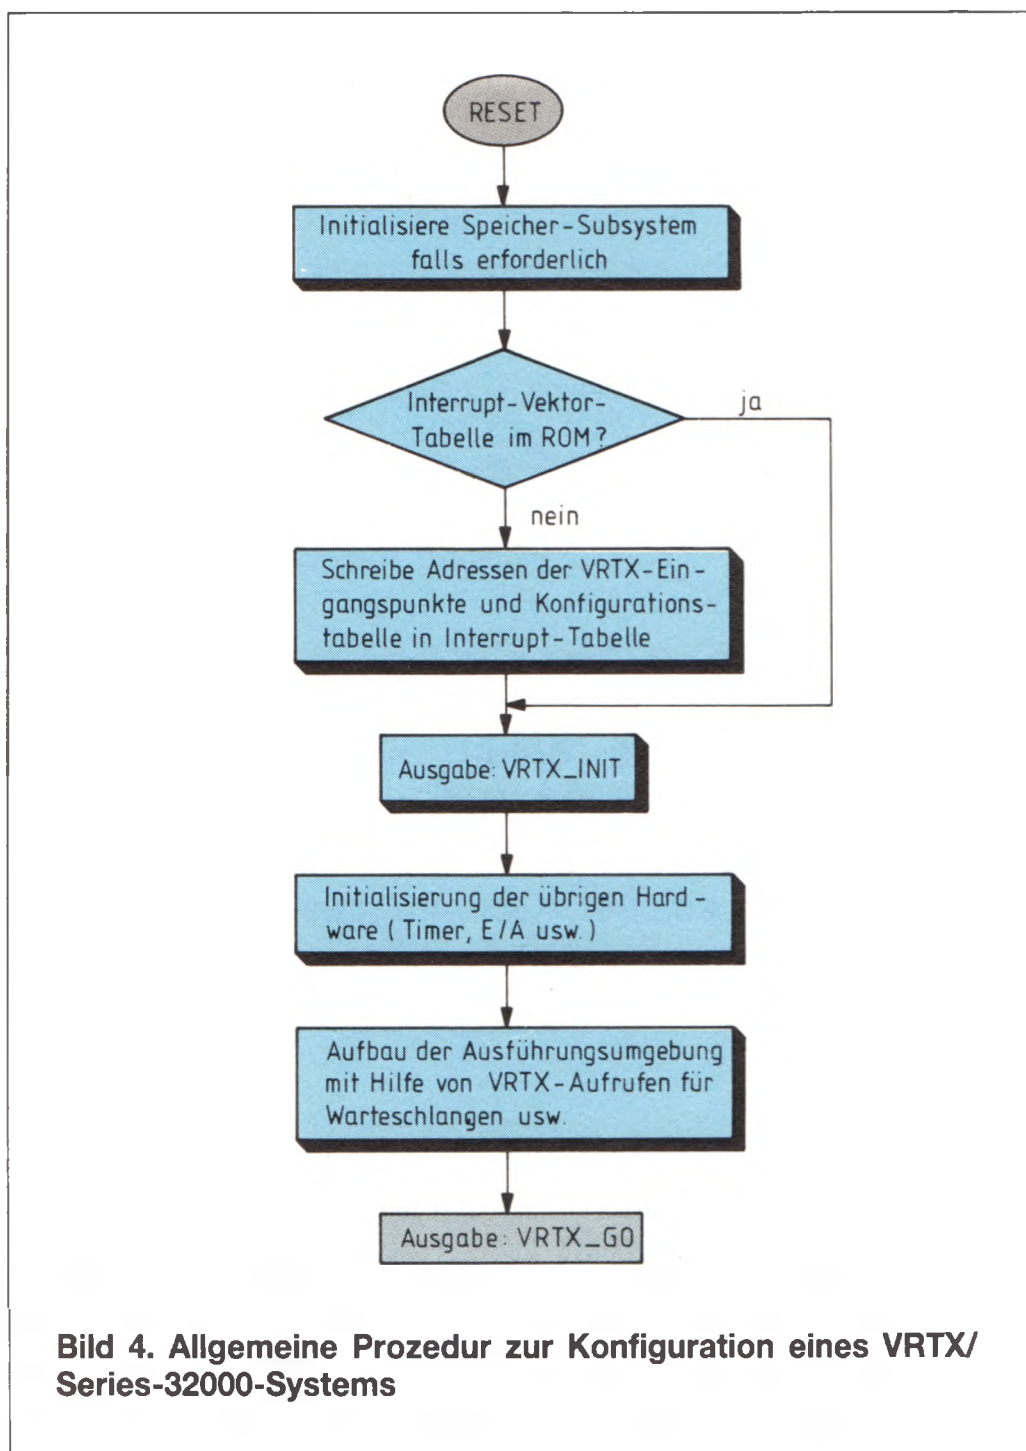 RESET
Initialisiere Speicher-Subsystem
falls erforderlich
Interrupt-Vektor-
Tabelle im ROM?
ja
nein
Schreibe Adressen der VRTX-Ein-
gangspunkte und Konfigurations-
tabelle in Interrupt-Tabelle
Ausgabe: VRTX_INIT
Initialisierung der übrigen Hard-
ware (Timer, E/A usw.)
Aufbau der Ausführungsumgebung
mit Hilfe von VRTX-Aufrufen für
Warteschlangen usw.
Ausgabe: VRTX_GO
Bild 4. Allgemeine Prozedur zur Konfiguration eines VRTX/
Series-32000-Systems